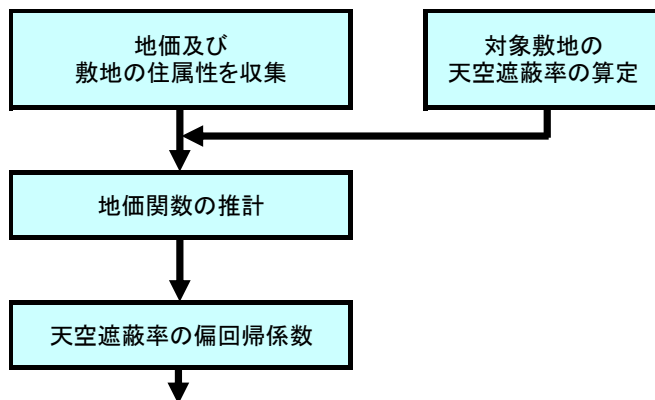 地価及び
敷地の住属性を収集
対象敷地の
天空遮蔽率の算定
地価関数の推計
天空遮蔽率の偏回帰係数